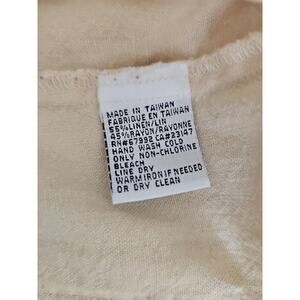 MADE IN TAIWAN
FABRIQUE EN TAIWAN
55%LINEN/LIN
45%RAYON/RAYONNE
RN#67992 CA#23147
HAND WASH COLD
ONLY NON-CHLORINE
BLEACH
LINE DRY
WARM IRON IF NEEDED
OR DRY CLEAN